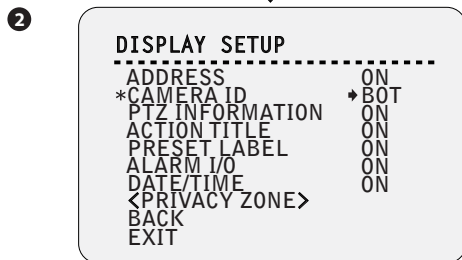 ❷
DISPLAY SETUP
ADDRESS ON
*CAMERA ID BOT
PTZ INFORMATION ON
ACTION TITLE ON
PRESET LABEL ON
ALARM I/O ON
DATE/TIME ON
<PRIVACY ZONE>
BACK
EXIT